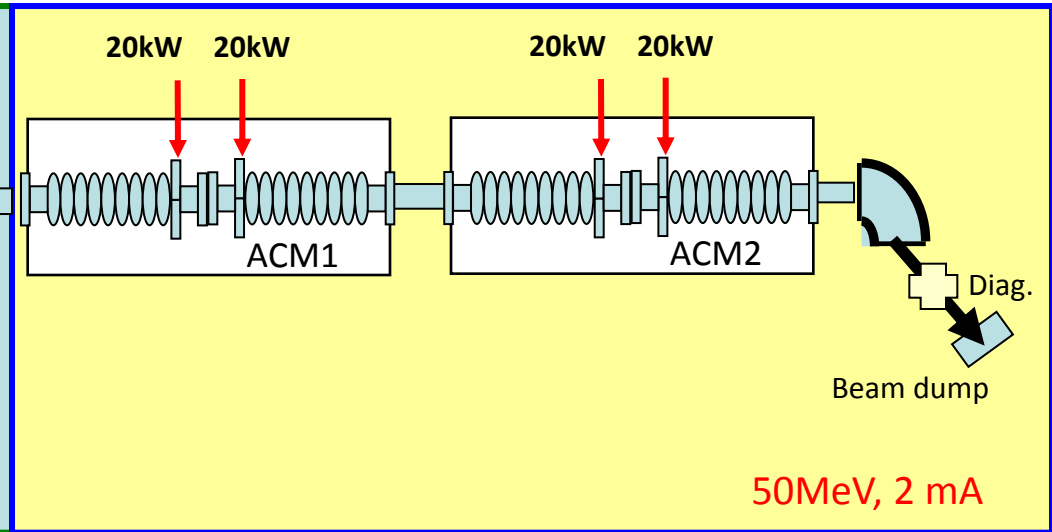 20kW 20kW 20kW 20kW
ACM1 ACM2
Diag.
Beam dump
50MeV, 2 mA